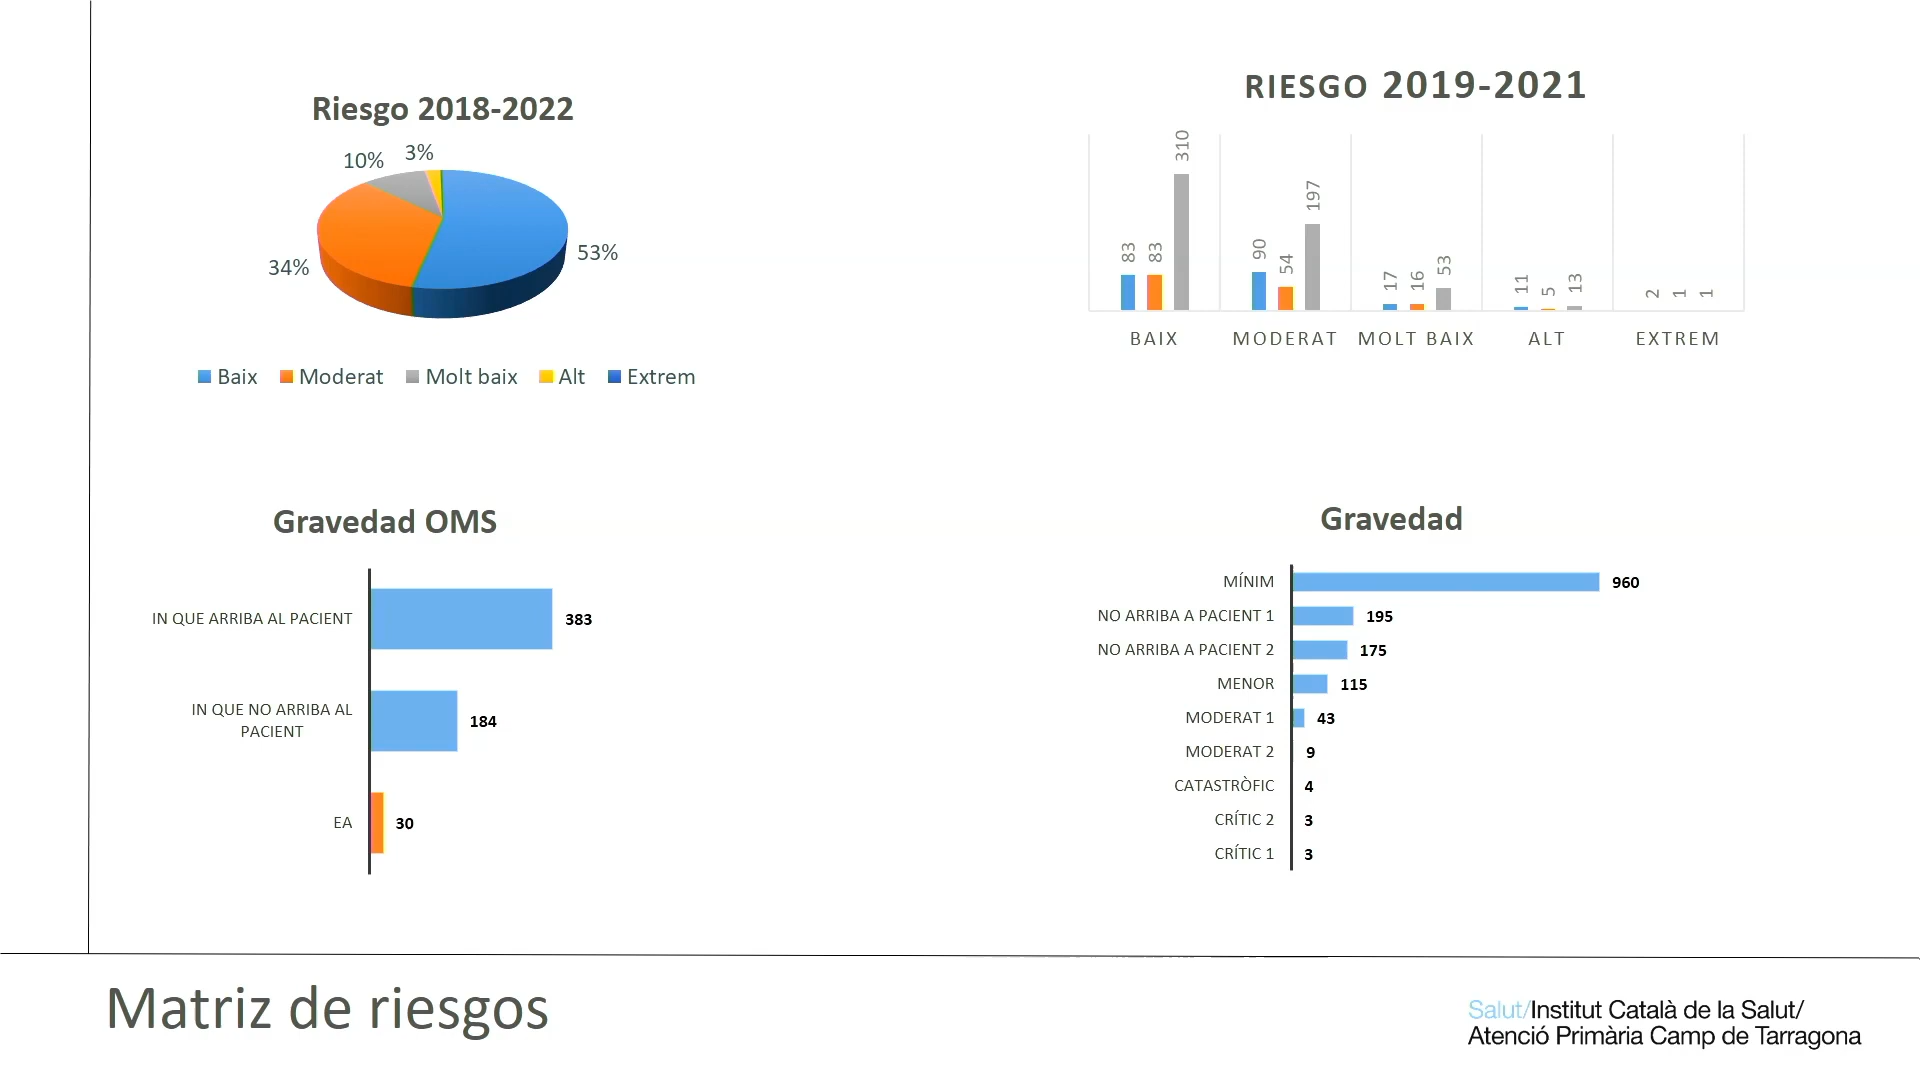 Riesgo 2018-2022
10%
3%
53%
34%
Baix Moderat Molt baix Alt Extrem
RIESGO 2019-2021
83 83 310 90 54 197 17 16 53 11 5 13 2 1 1
BAIX MODERAT MOLT BAIX ALT EXTREM
Gravedad OMS
IN QUE ARRIBA AL PACIENT 383
IN QUE NO ARRIBA AL
PACIENT 184
EA 30
Gravedad
MÍNIM 960
NO ARRIBA A PACIENT 1 195
NO ARRIBA A PACIENT 2 175
MENOR 115
MODERAT 1 43
MODERAT 2 9
CATASTRÒFIC 4
CRÍTIC 2 3
CRÍTIC 1 3
Matriz de riesgos
Salut/Institut Català de la Salut/
Atenció Primària Camp de Tarragona